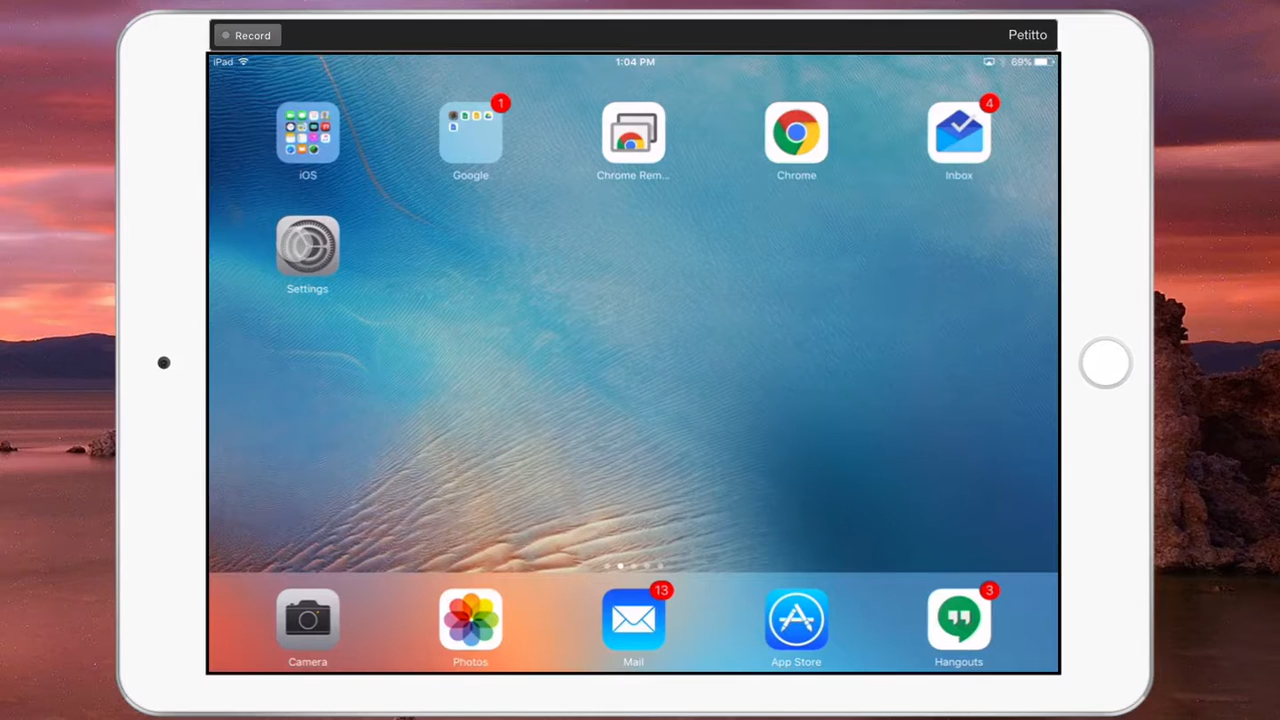 Record
Petitto
iPad
1:04 PM
69%
1
4
iOS
Google
Chrome Rem...
Chrome
Inbox
Settings
13
3
Camera
Photos
Mail
App Store
Hangouts